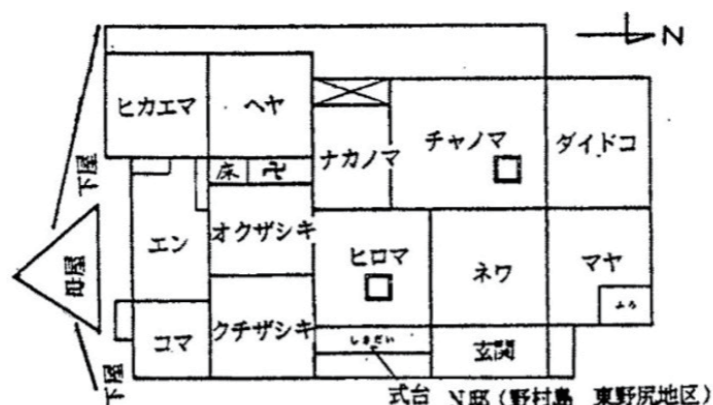 N
ヒカエマ
ヘヤ
ナカノマ
チャノマ
ダイドコ
下屋
床
卍
母屋
エン
オクザシキ
ヒロマ
ネワ
マヤ
ふろ
コマ
クチザシキ
しきだい
玄関
下屋
式台
N邸(野村島 東野尻地区)